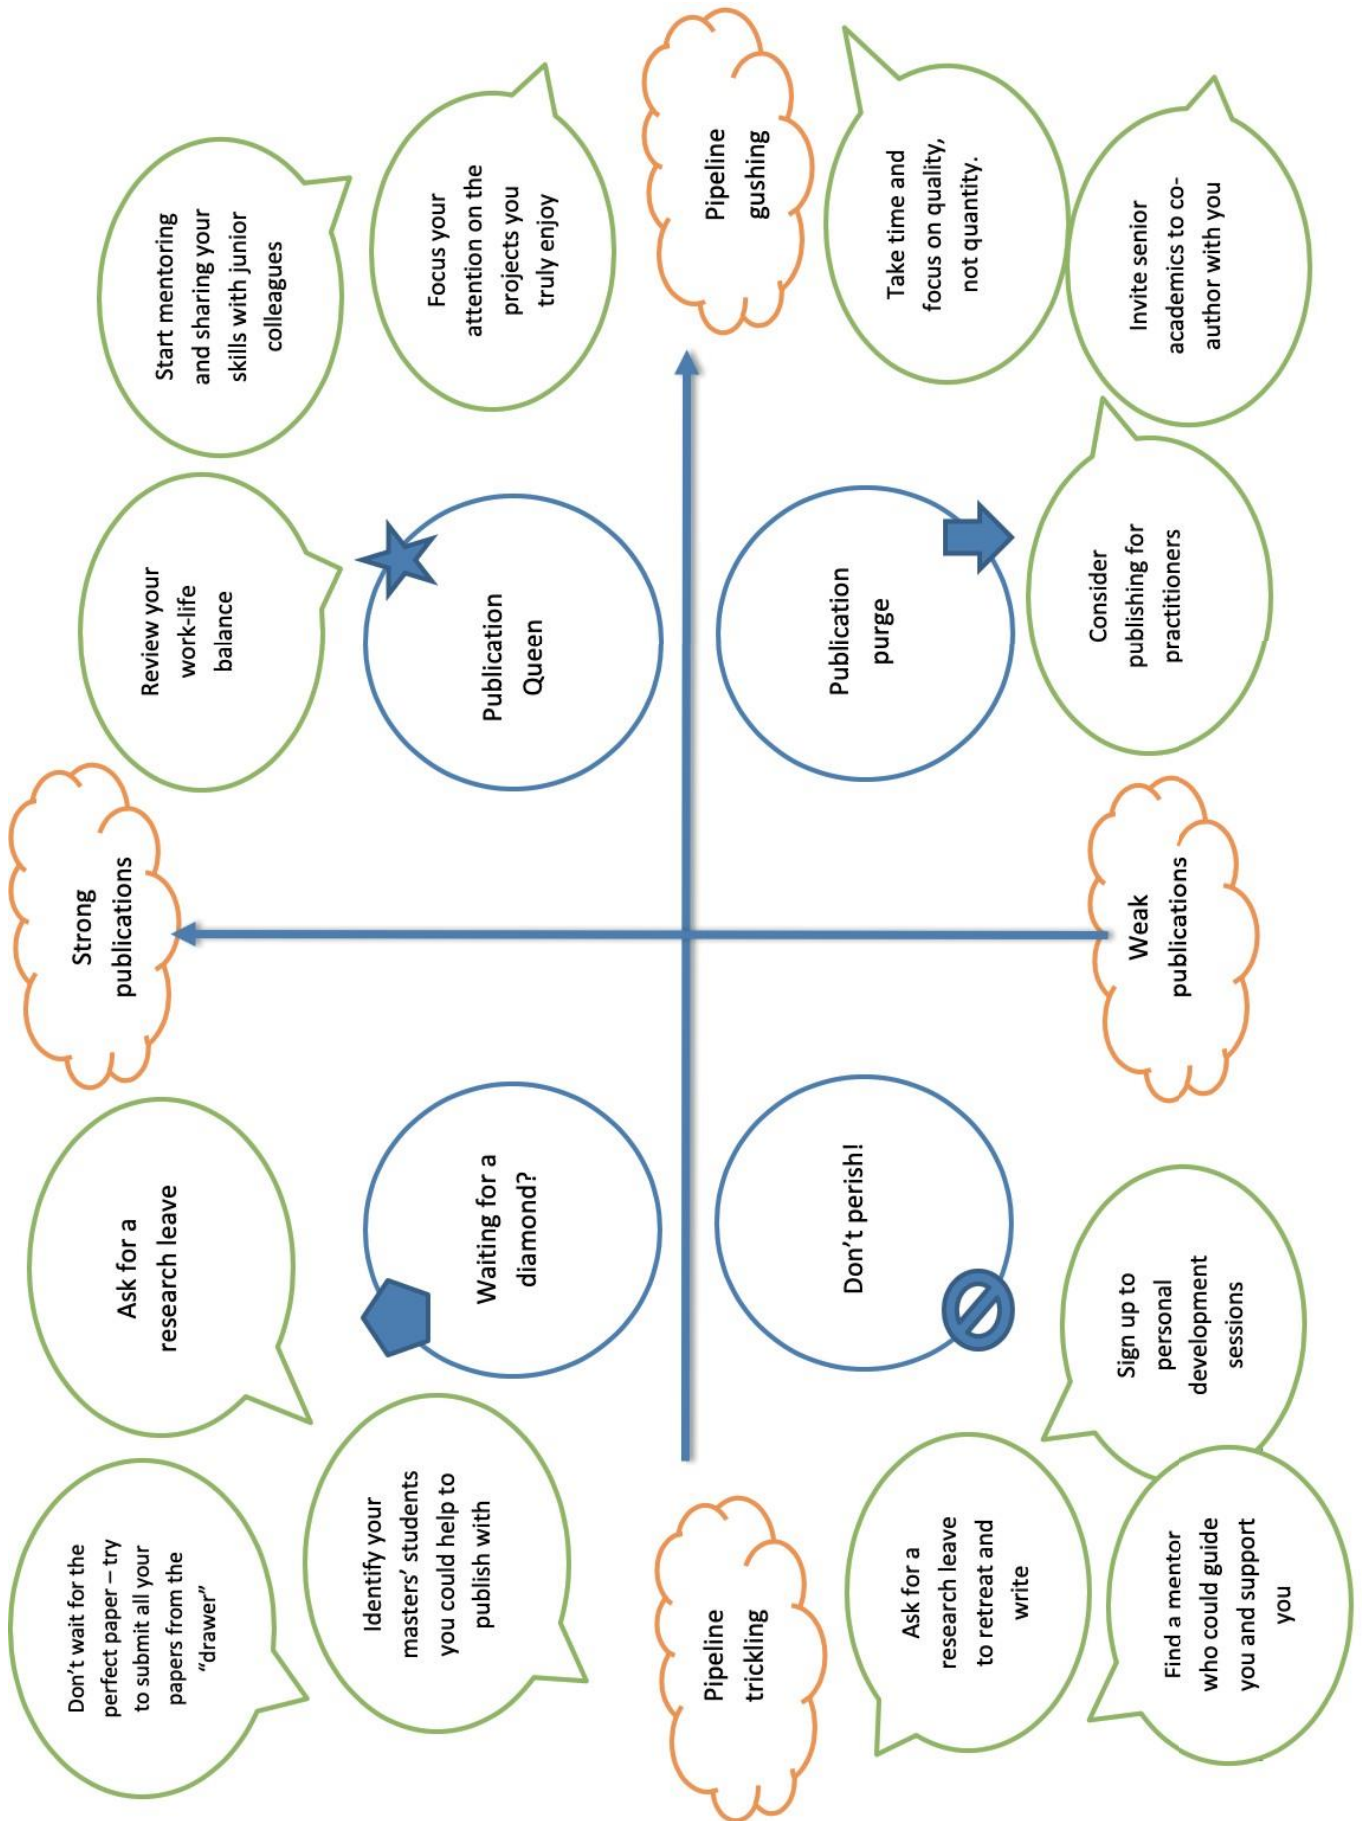 Don't wait for the
perfect paper – try
to submit all your
papers from the
"drawer"
Ask for a
research leave
Strong
publications
Review your
work-life
balance
Start mentoring
and sharing your
skills with junior
colleagues
Identify your
masters' students
you could help to
publish with
Waiting for a
diamond?
Publication
Queen
Focus your
attention on the
projects you
truly enjoy
Pipeline
trickling
Pipeline
gushing
Ask for a
research leave
to retreat and
write
Don't perish!
Publication
purge
Take time and
focus on quality,
not quantity.
Find a mentor
who could guide
you and support
you
Sign up to
personal
development
sessions
Weak
publications
Consider
publishing for
practitioners
Invite senior
academics to co-
author with you